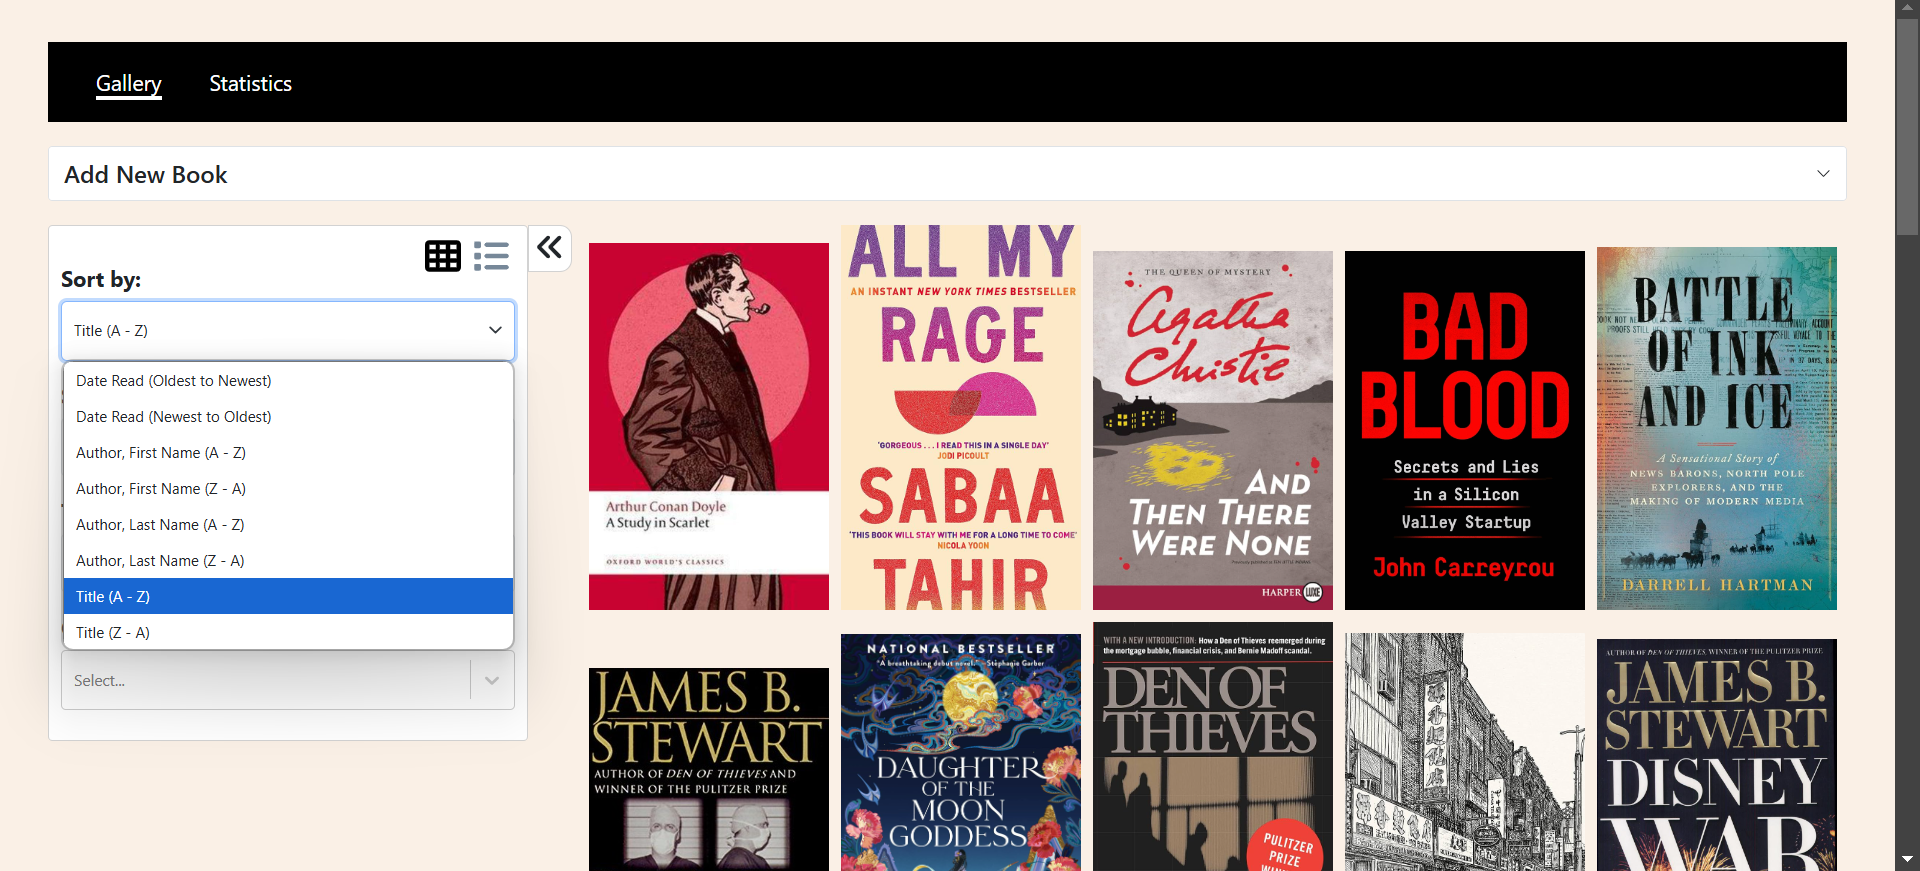 Gallery
Statistics
Add New Book
Sort by:
Title (A - Z)
Date Read (Oldest to Newest)
Date Read (Newest to Oldest)
Author, First Name (A - Z)
Author, First Name (Z - A)
Author, Last Name (A - Z)
Author, Last Name (Z - A)
Title (A - Z)
Title (Z - A)
Select...
Arthur Conan Doyle
A Study in Scarlet
OXFORD WORLD'S CLASSICS
ALL MY
AN INSTANT NEW YORK TIMES BESTSELLER
RAGE
'GORGEOUS . . . I READ THIS IN A SINGLE DAY'
JODI PICOULT
SABAA
'THIS BOOK WILL STAY WITH ME FOR A LONG TIME TO COME'
NICOLA YOON
TAHIR
THE QUEEN OF MYSTERY
Agatha
Christie
AND
THEN THERE
WERE NONE
HARPER LUXE
BAD
BLOOD
Secrets and Lies
in a Silicon
Valley Startup
John Carreyrou
BATTLE
OF INK
AND ICE
A Sensational Story of
NEWS BARONS, NORTH POLE
EXPLORERS, AND THE
MAKING OF MODERN MEDIA
DARRELL HARTMAN
JAMES B.
STEWART
AUTHOR OF DEN OF THIEVES AND
WINNER OF THE PULITZER PRIZE
NATIONAL BESTSELLER
"A breathtaking debut novel." —Stephanie Garber
DAUGHTER
OF THE
MOON
GODDESS
WITH A NEW INTRODUCTION: How a Den of Thieves reemerged during
the mortgage bubble, financial crisis, and Bernie Madoff scandal.
DEN OF
THIEVES
PULITZER
PRIZE
AUTHOR OF DEN OF THIEVES, WINNER OF THE PULITZER PRIZE
JAMES B.
STEWART
DISNEY
WAR